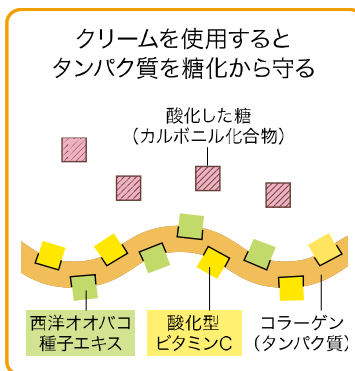 クリームを使用すると
タンパク質を糖化から守る
酸化した糖
（カルボニル化合物）
西洋オオバコ
種子エキス
酸化型
ビタミンC
コラーゲン
（タンパク質）